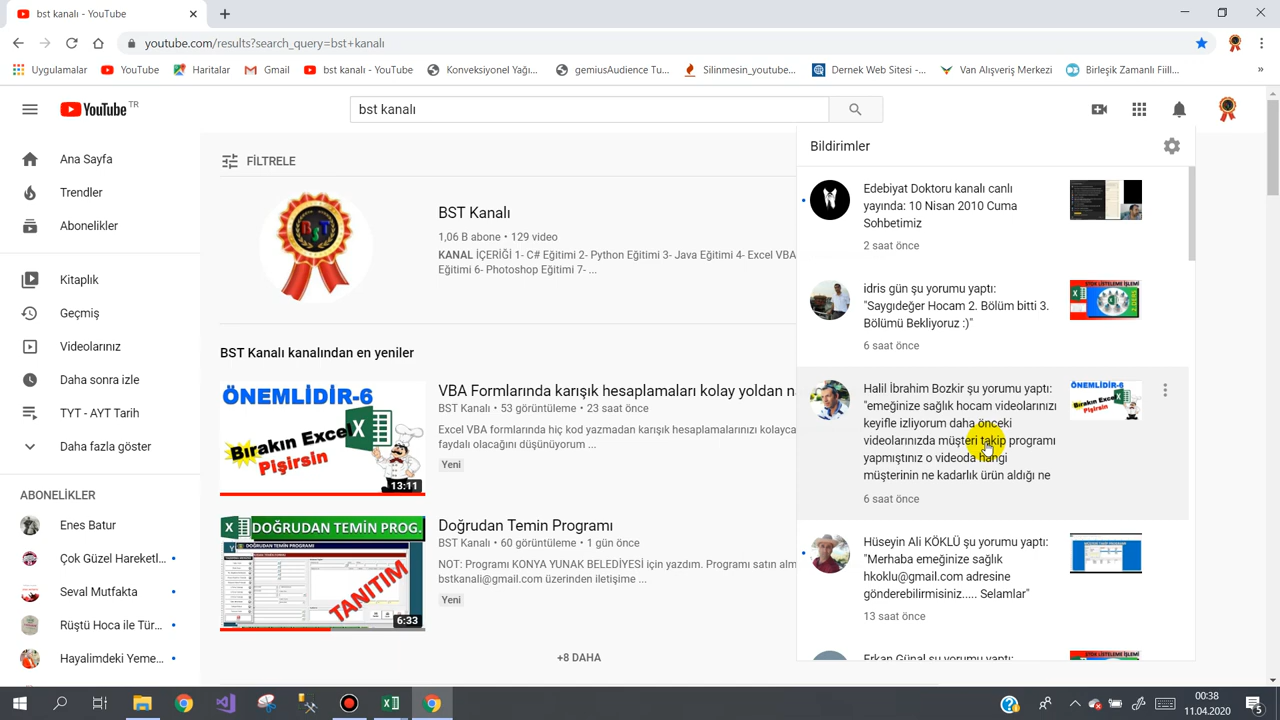 bst kanalı - YouTube
youtube.com/results?search_query=bst+kanalı
Uygulamalar
YouTube
Haritalar
Gmail
bst kanalı - YouTube
Konveksiyonel Yağı...
gemiusAudience Tu...
Silinmesin_youtube...
Dernek Web Sitesi -...
Van Alışveriş Merkezi
Birleşik Zamanlı Fiill...
»
YouTube TR
bst kanalı
Ana Sayfa
Trendler
Abonelikler
Kitaplık
Geçmiş
Videolarınız
Daha sonra izle
TYT - AYT Tarih
Daha fazla göster
ABONELİKLER
Enes Batur
Çok Güzel Hareketl...
Seval Mutfakta
Rüştü Hoca ile Tür...
Hayalimdeki Yeme...
FİLTRELE
BST
BST Kanalı
1,06 B abone • 129 video
KANAL İÇERİĞİ 1- C# Eğitimi 2- Python Eğitimi 3- Java Eğitimi 4- Excel VBA
Eğitimi 6- Photoshop Eğitimi 7- ...
BST Kanalı kanalından en yeniler
ÖNEMLİDİR-6
Bırakın Excel
Pişirsin
13:11
VBA Formlarında karışık hesaplamaları kolay yoldan n
BST Kanalı • 53 görüntüleme • 23 saat önce
Excel VBA formlarında hiç kod yazmadan karışık hesaplamalarınızı kolayca
faydalı olacağını düşünüyorum ...
Yeni
DOĞRUDAN TEMİN PROG.
DOĞRUDAN TEMİN PROGRAMI
TANITIM
6:33
Doğrudan Temin Programı
BST Kanalı • 60 görüntüleme • 1 gün önce
NOT: Programı KONYA YUNAK BELEDİYESİ için yazdım. Programı satın alm
bstkanali@gmail.com üzerinden iletişime ...
Yeni
+8 DAHA
Bildirimler
Edebiyat Doktoru kanalı canlı
yayında: 10 Nisan 2010 Cuma
Sohbetimiz
2 saat önce
idris gün şu yorumu yaptı:
"Saygıdeğer Hocam 2. Bölüm bitti 3.
Bölümü Bekliyoruz :)"
6 saat önce
STOK LİSTELEME İŞLEMİ
Halil İbrahim Bozkir şu yorumu yaptı:
"emeğinize sağlık hocam videolarınızı
keyifle izliyorum daha önceki
videolarınızda müşteri takip programı
yapmıştınız o videoda hangi
müşterinin ne kadarlık ürün aldığı ne
6 saat önce
ÖNEMLİDİR-6
Bırakın Excel
Pişirsin
Hüseyin Ali KÖKLÜ şu yorumu yaptı:
"Merhaba emeğinize sağlık
hkoklu@gmail.com adresine
gönderebilirmisiniz..... Selamlar"
13 saat önce
Erkan Günal şu yorumu yaptı:
00:38
11.04.2020
5